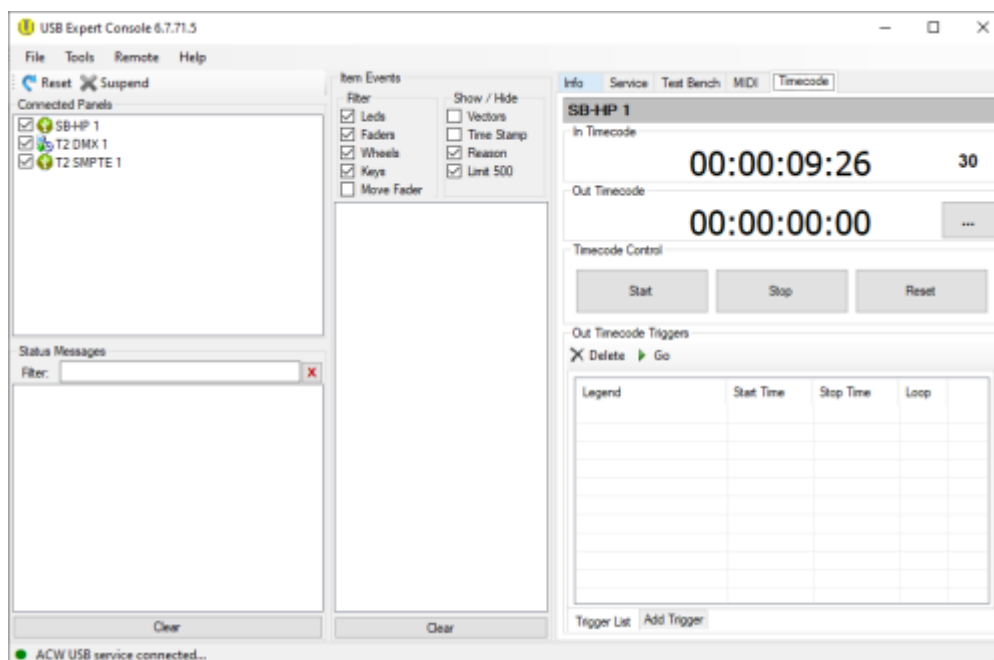 USB Expert Console 6.7.71.5
File Tools Remote Help
Reset Suspend
Connected Panels
SB-HP 1
T2 DMX 1
T2 SMPTE 1
Status Messages
Filter:
X
Clear
Item Events
Filter
Leds
Faders
Wheels
Keys
Move Fader
Show / Hide
Vectors
Time Stamp
Reason
Limit 500
Clear
Info Service Test Bench MIDI Timecode
SB-HP 1
In Timecode
00:00:09:26 30
Out Timecode
00:00:00:00 ...
Timecode Control
Start Stop Reset
Out Timecode Triggers
Delete Go
Legend Start Time Stop Time Loop
Trigger List Add Trigger
ACW USB service connected...